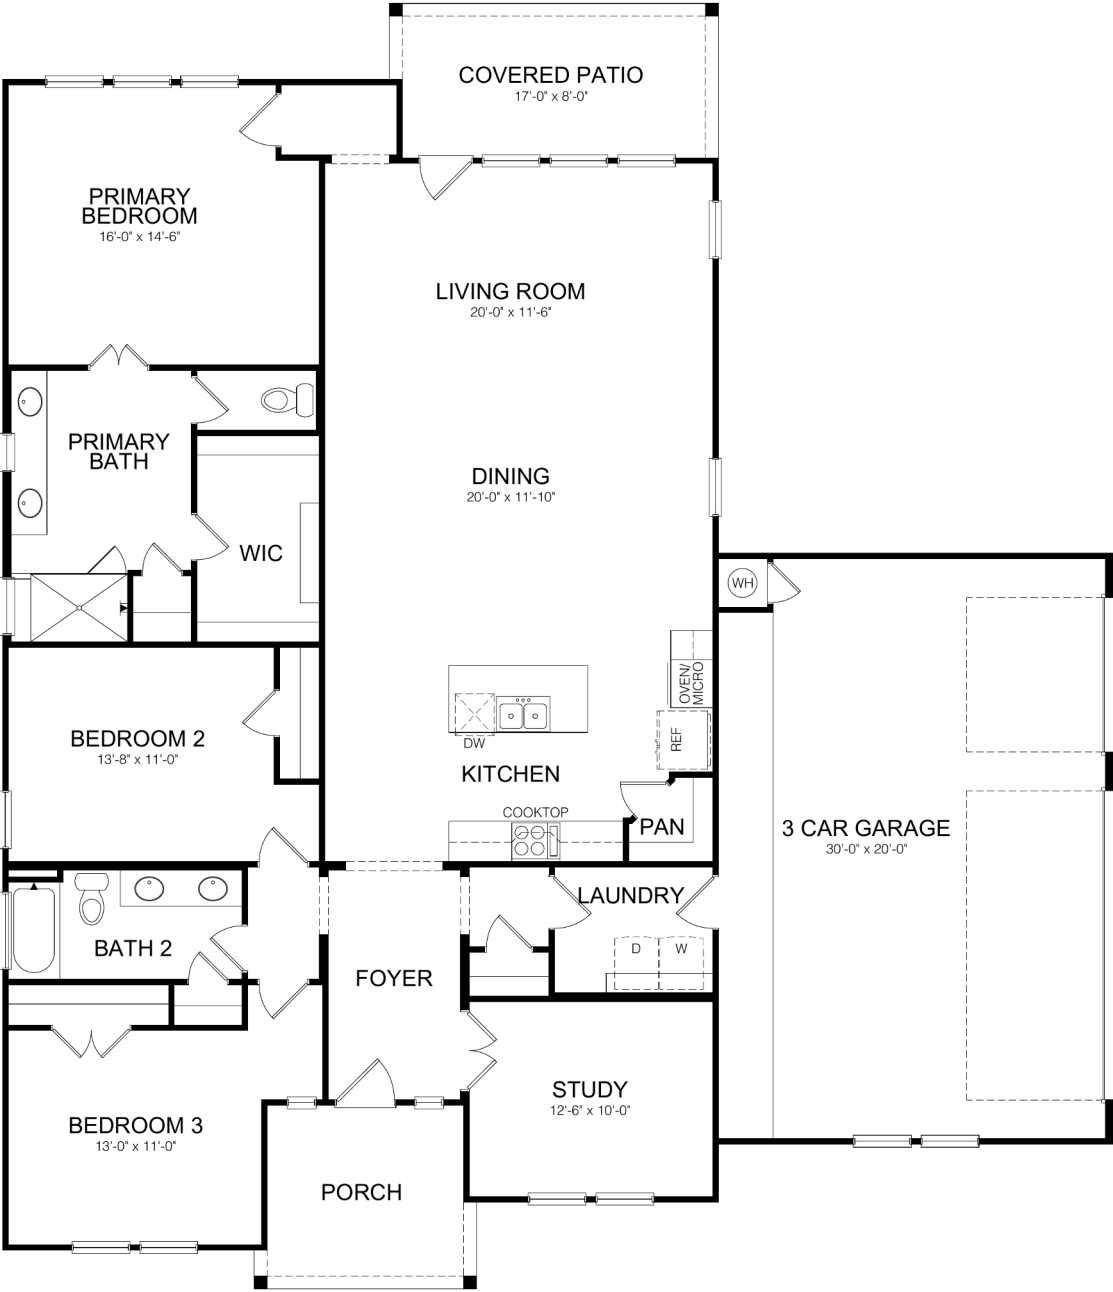 COVERED PATIO
17'-0" x 8'-0"
PRIMARY
BEDROOM
16'-0" x 14'-6"
LIVING ROOM
20'-0" x 11'-6"
PRIMARY
BATH
DINING
20'-0" x 11'-10"
WIC
WH
OVEN/
MICRO
REF
BEDROOM 2
13'-8" x 11'-0"
DW
KITCHEN
COOKTOP
PAN
3 CAR GARAGE
30'-0" x 20'-0"
LAUNDRY
D
W
BATH 2
FOYER
STUDY
12'-6" x 10'-0"
BEDROOM 3
13'-0" x 11'-0"
PORCH